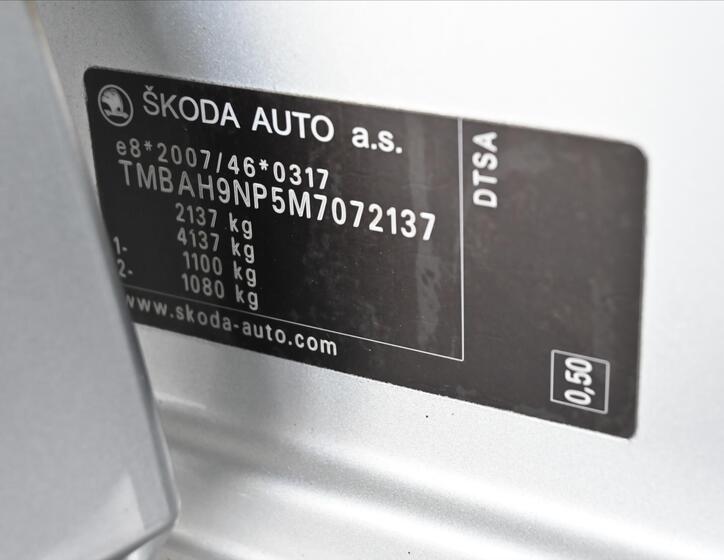 ŠKODA AUTO a.s.
e8*2007/46*0317
TMBAH9NP5M7072137
2137 kg
4137 kg
1- 1100 kg
2- 1080 kg
www.skoda-auto.com
DTSA
0,50